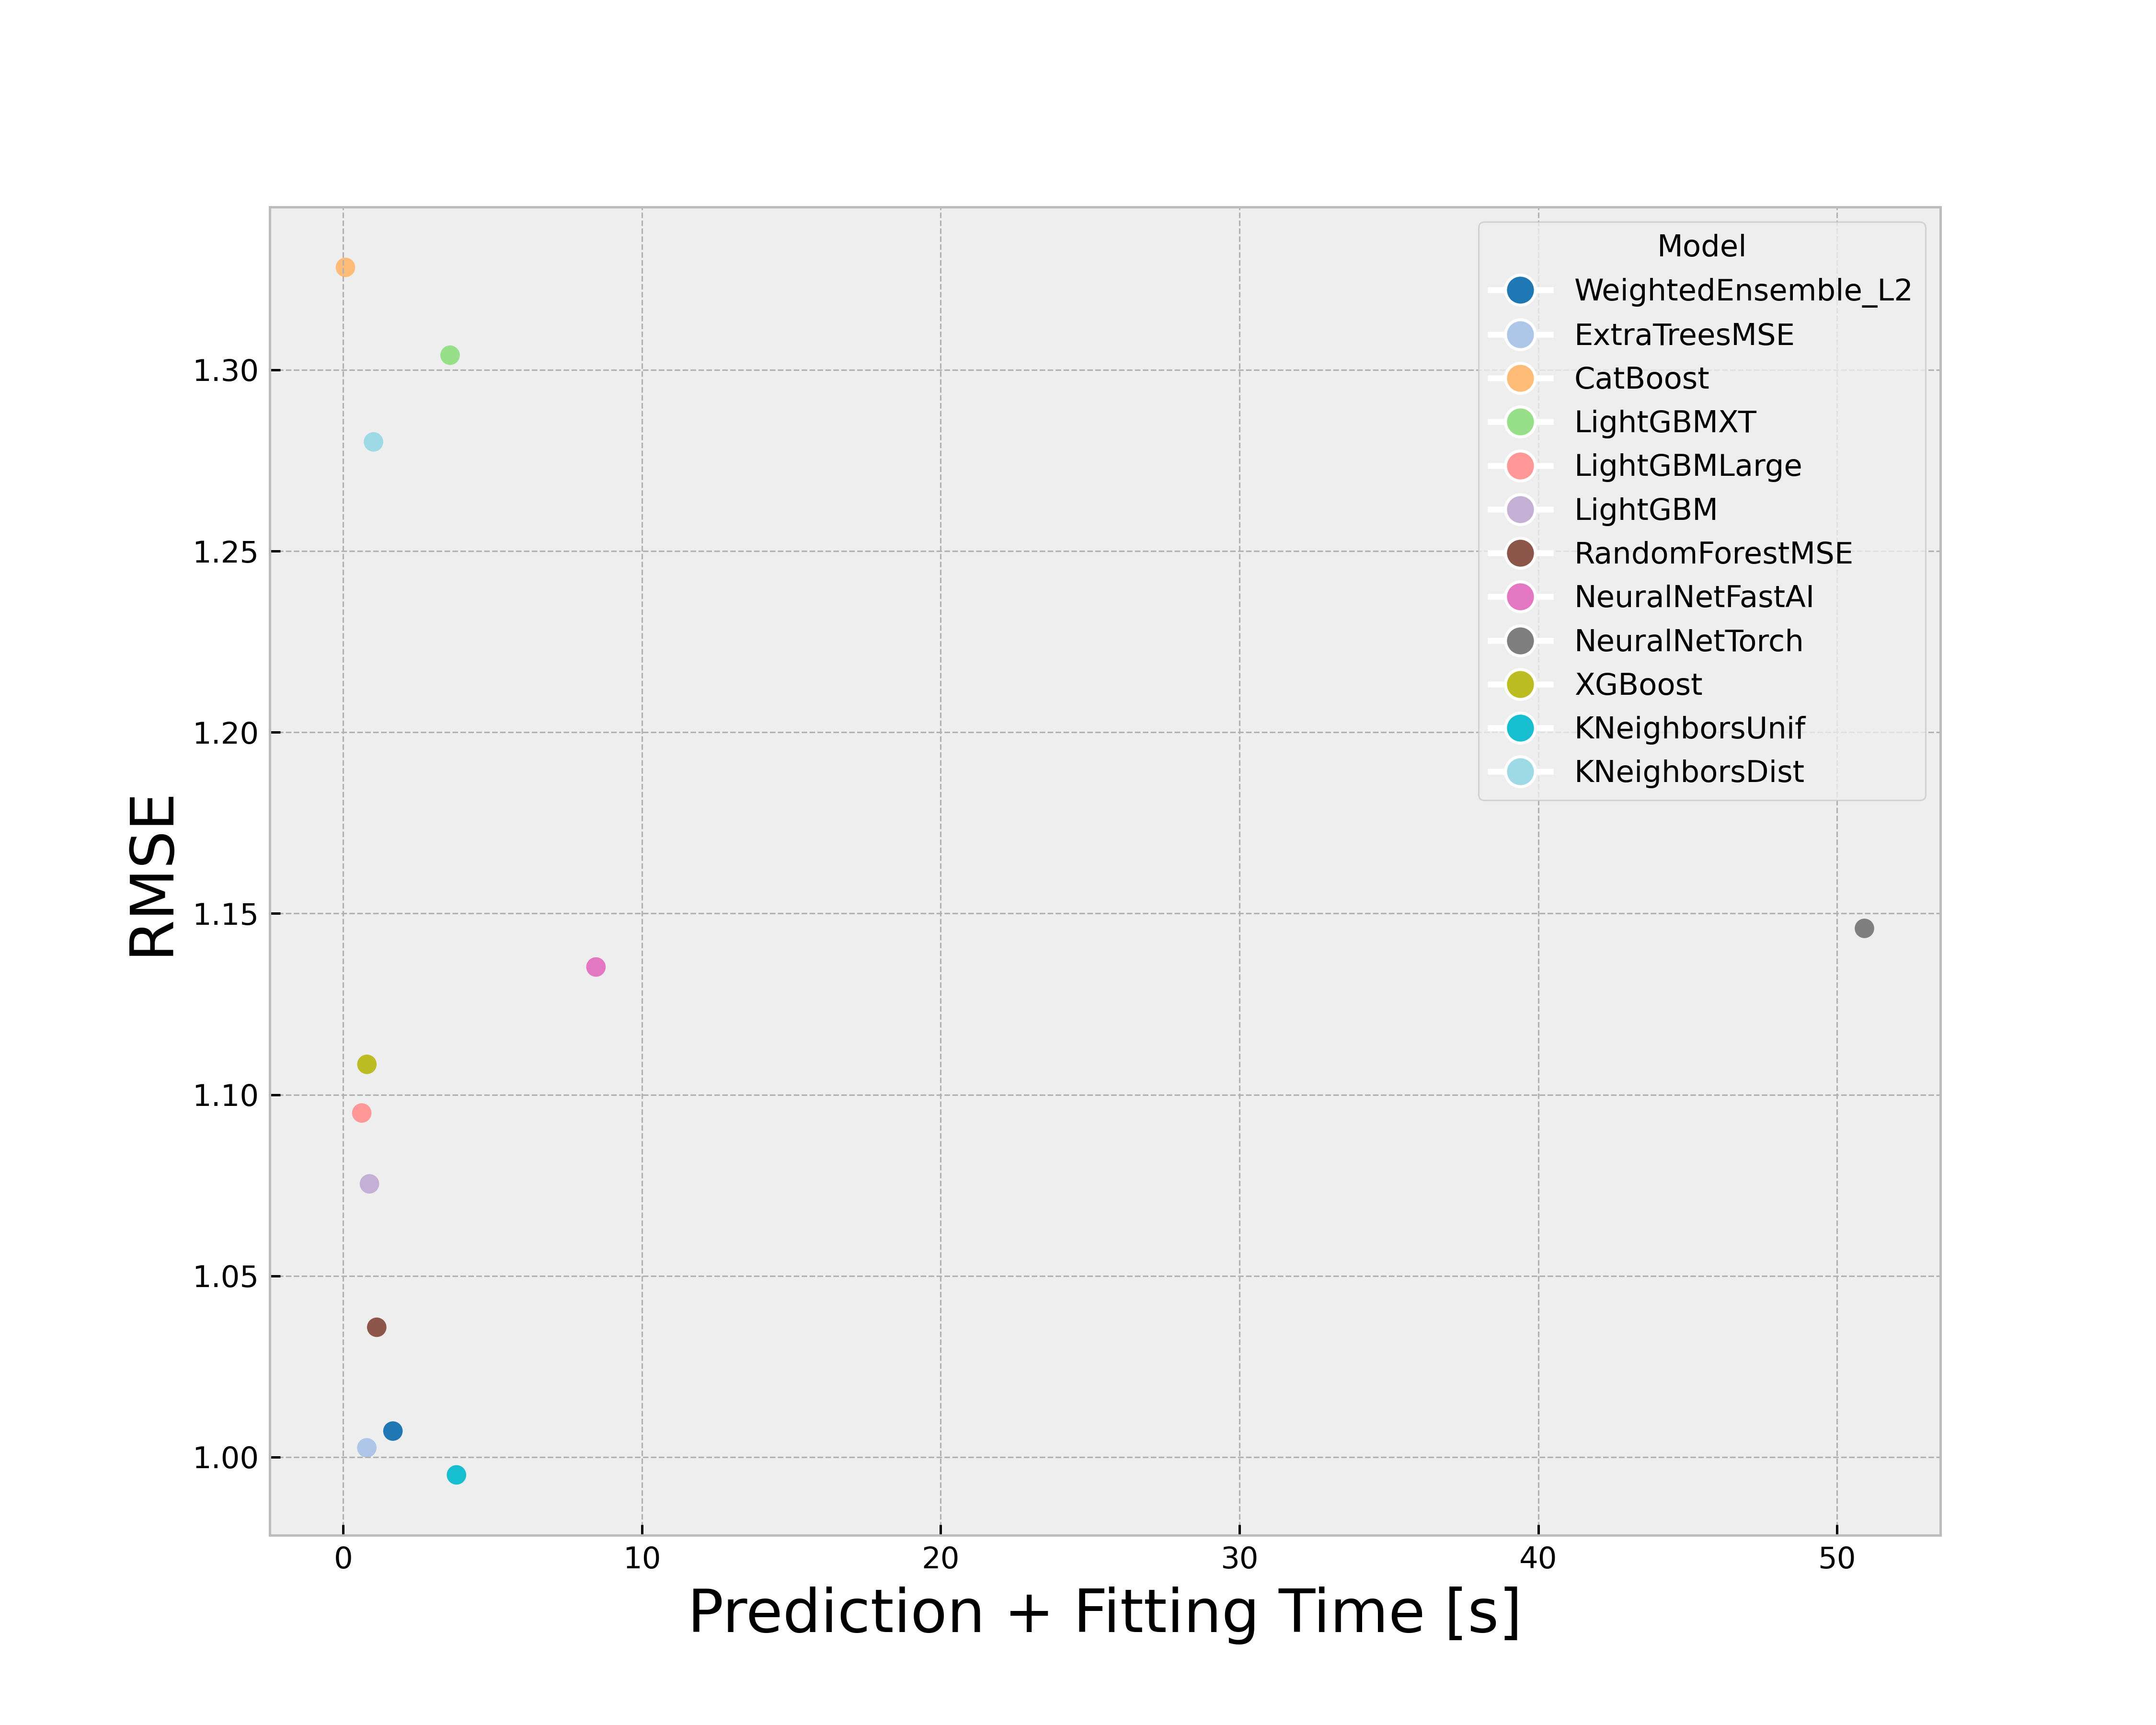 Model
WeightedEnsemble_L2
ExtraTreesMSE
CatBoost
LightGBMXT
LightGBMLarge
LightGBM
RandomForestMSE
NeuralNetFastAI
NeuralNetTorch
XGBoost
KNeighborsUnif
KNeighborsDist
RMSE
1.30
1.25
1.20
1.15
1.10
1.05
1.00
0 10 20 30 40 50
Prediction + Fitting Time [s]